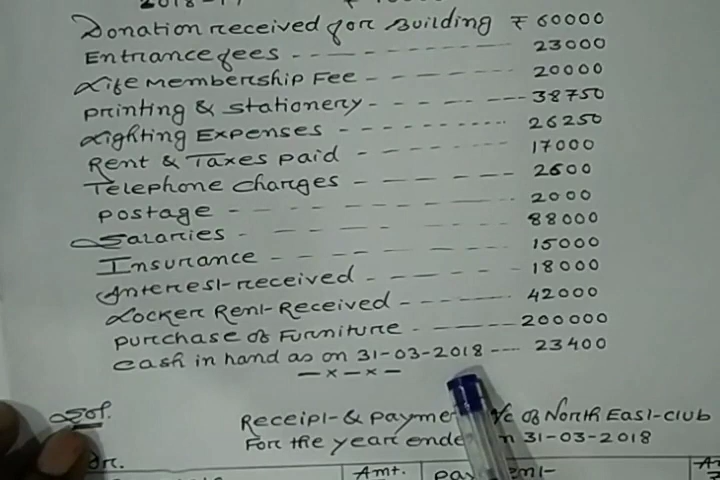 Donation received for Building ₹ 60000
Entrance fees 23000
Life Membership Fee 20000
Printing & Stationery 38750
Lighting Expenses 26250
Rent & Taxes paid 17000
Telephone charges 2600
Postage 2000
Salaries 88000
Insurance 15000
Interest received 18000
Locker Rent Received 42000
Purchase of Furniture 200000
Cash in hand as on 31-03-2018 23400
—x—x—
Sol.
Receipt & Payme A/c of North East-club
For the year ende n 31-03-2018
Dr.
Amt.